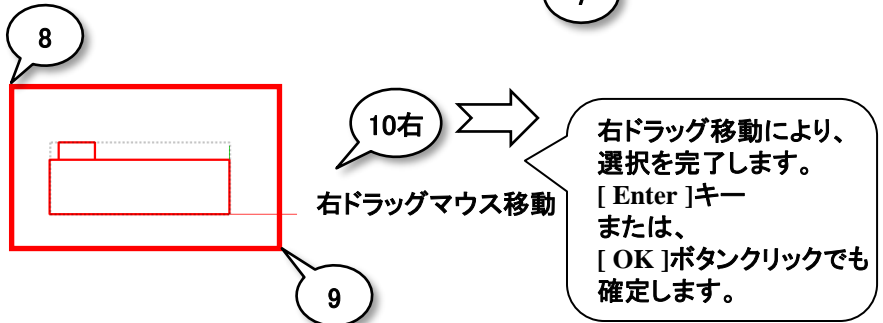 7
8
10右
右ドラッグマウス移動
右ドラッグ移動により、
選択を完了します。
[ Enter ]キー
または、
[ OK ]ボタンクリックでも
確定します。
9